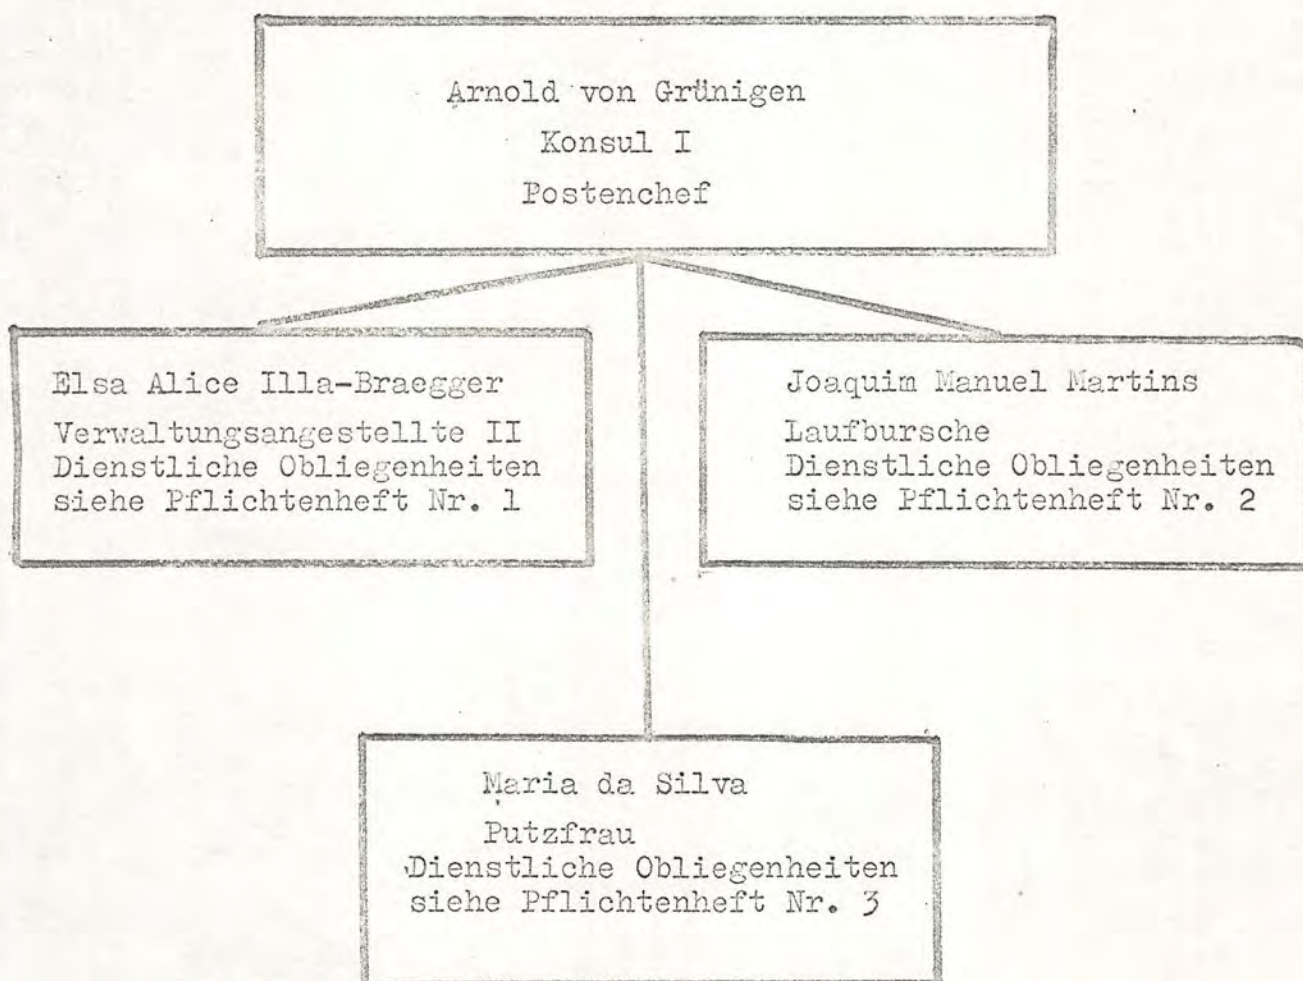 Arnold von Grünigen
Konsul I
Postenchef
Elsa Alice Illa-Braegger
Verwaltungsangestellte II
Dienstliche Obliegenheiten
siehe Pflichtenheft Nr. 1
Joaquim Manuel Martins
Laufbursche
Dienstliche Obliegenheiten
siehe Pflichtenheft Nr. 2
Maria da Silva
Putzfrau
Dienstliche Obliegenheiten
siehe Pflichtenheft Nr. 3